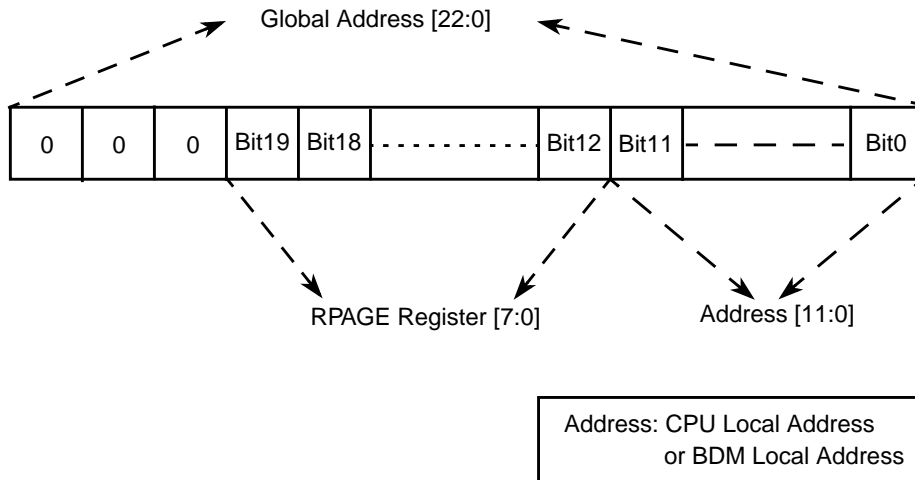 Global Address [22:0]
0 0 0 Bit19 Bit18 Bit12 Bit11 Bit0
RPAGE Register [7:0] Address [11:0]
Address: CPU Local Address
or BDM Local Address